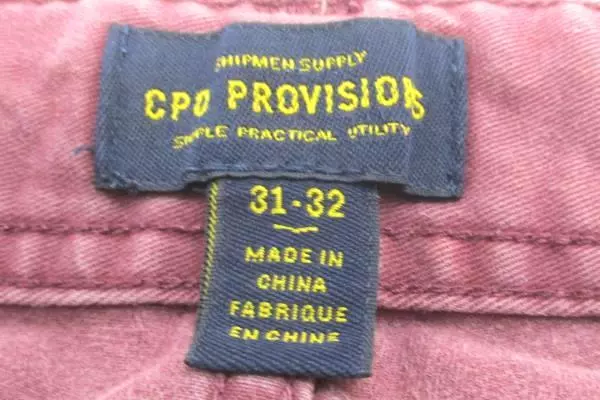 SHIPMEN SUPPLY
CPO PROVISIONS
SIMPLE PRACTICAL UTILITY
31-32
MADE IN
CHINA
FABRIQUE
EN CHINE